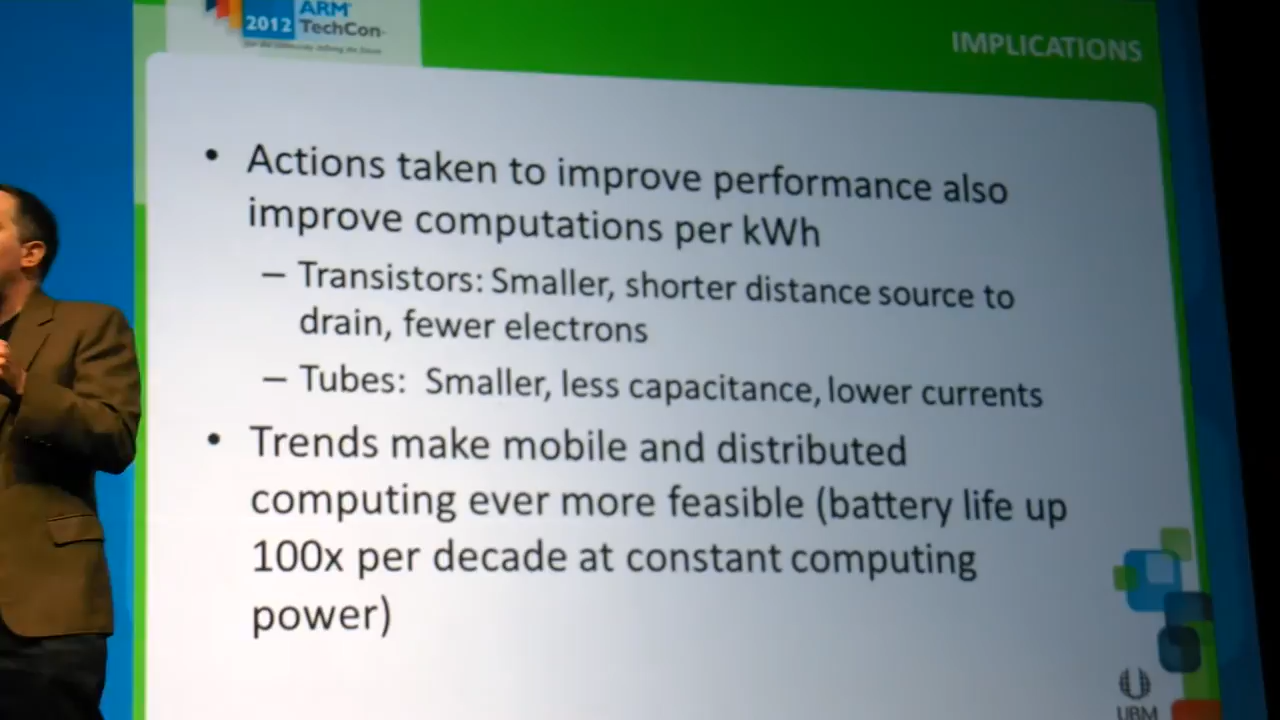 ARM®
2012 TechCon™
IMPLICATIONS
• Actions taken to improve performance also
improve computations per kWh
– Transistors: Smaller, shorter distance source to
drain, fewer electrons
– Tubes: Smaller, less capacitance, lower currents
• Trends make mobile and distributed
computing ever more feasible (battery life up
100x per decade at constant computing
power)
UBM